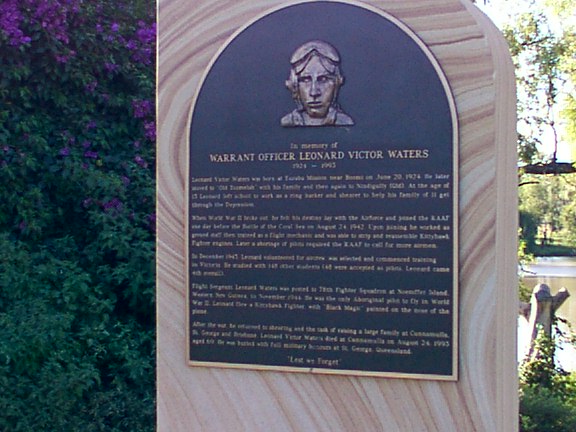 In memory of
WARRANT OFFICER LEONARD VICTOR WATERS
1924 - 1993
Leonard Victor Waters was born at Euraba Mission near Boomi on June 20, 1924. He later
moved to 'Old Toomelah' with his family and then again to Nindigully (Qld). At the age of
13 Leonard left school to work as a ring barker and shearer to help his family of 11 get
through the Depression.
When World War II broke out he felt his destiny lay with the Airforce and joined the RAAF
one day before the Battle of the Coral Sea on August 24, 1942. Upon joining he worked as
ground staff then trained as a flight mechanic and was able to strip and reassemble Kittyhawk
Fighter engines. Later a shortage of pilots required the RAAF to call for more airmen.
In December 1943, Leonard volunteered for aircrew, was selected and commenced training
in Victoria. He studied with 148 other students (48 were accepted as pilots, Leonard came
4th overall).
Flight Sergeant Leonard Waters was posted to 78th Fighter Squadron at Noemffer Island,
Western New Guinea, in November 1944. He was the only Aboriginal pilot to fly in World
War II. Leonard flew a Kittyhawk Fighter, with "Black Magic" painted on the nose of the
plane.
After the war, he returned to shearing and the task of raising a large family at Cunnamulla,
St. George and Brisbane. Leonard Victor Waters died at Cunnamulla on August 24, 1993
aged 69. He was buried with full military honours at St. George, Queensland.
"Lest we Forget"